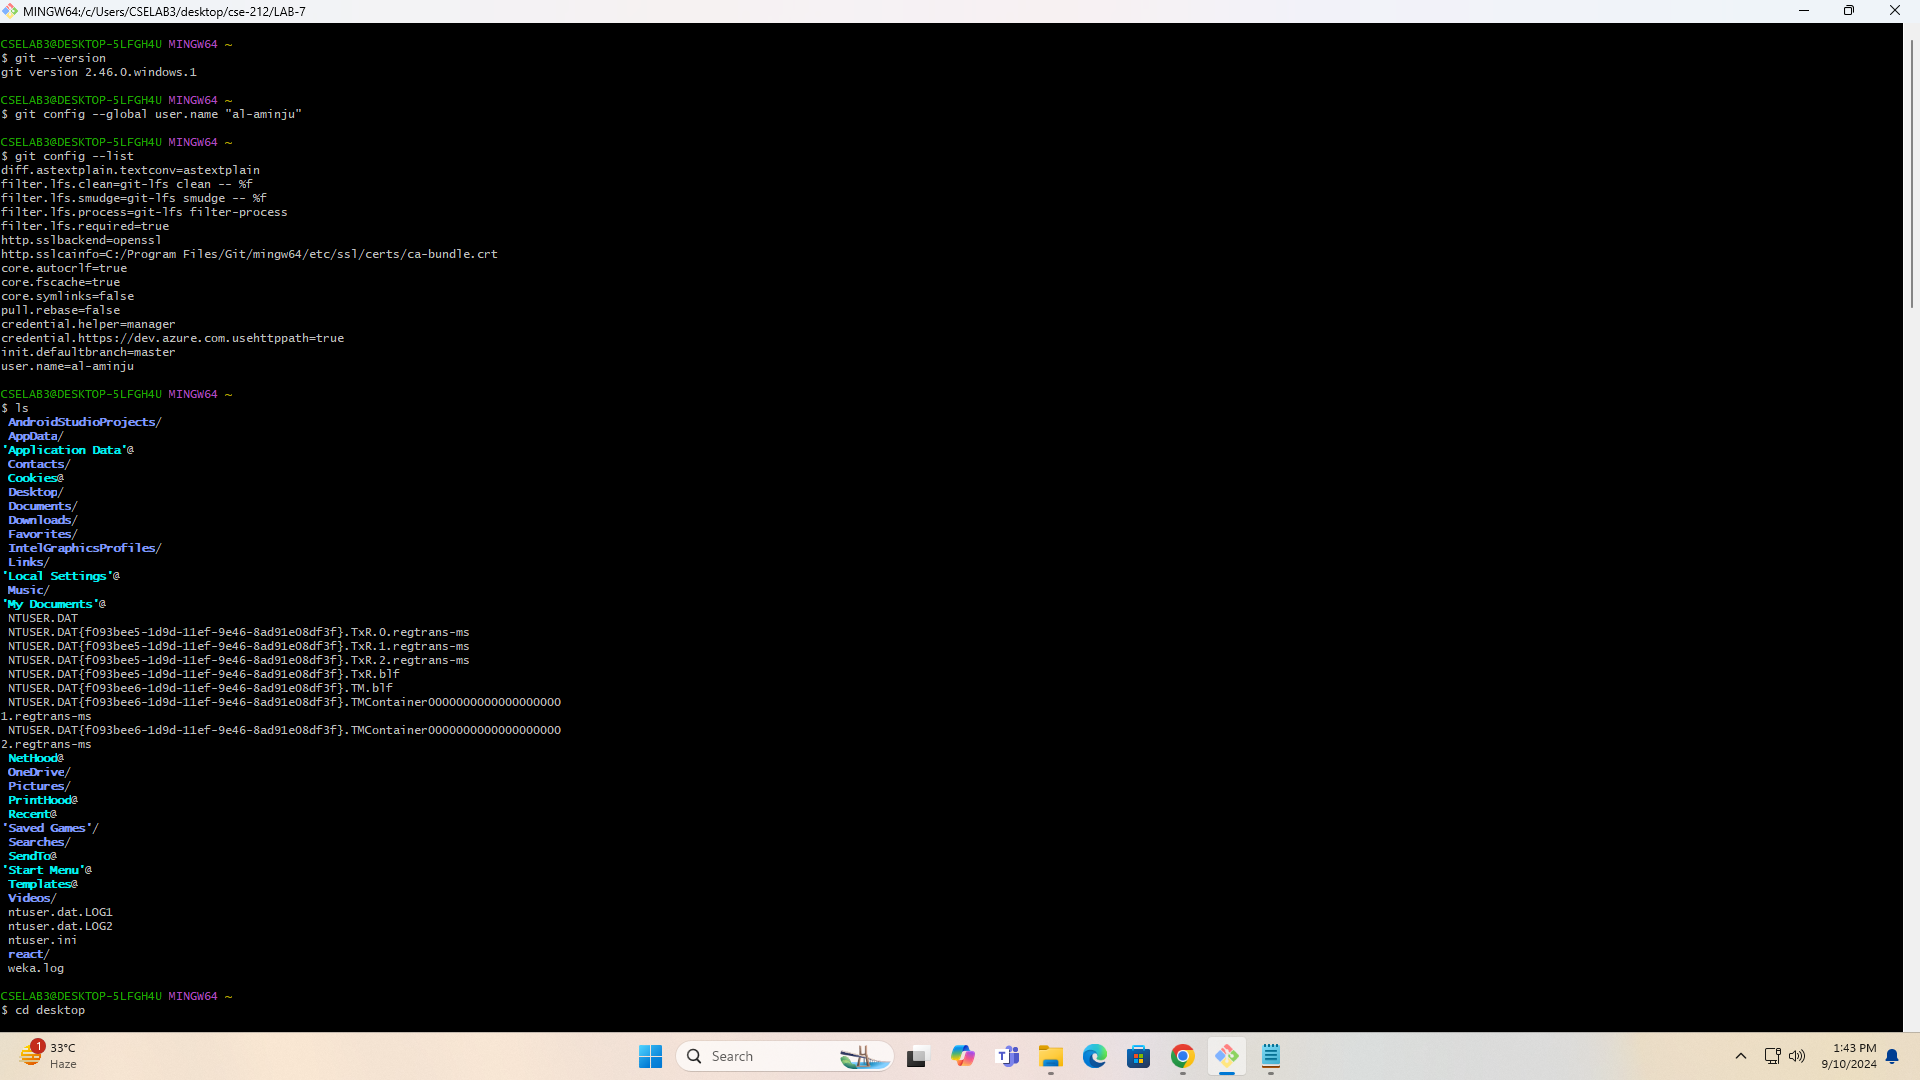 MINGW64:/c/Users/CSELAB3/desktop/cse-212/LAB-7
CSELAB3@DESKTOP-5LFGH4U MINGW64 ~
$ git --version
git version 2.46.0.windows.1
CSELAB3@DESKTOP-5LFGH4U MINGW64 ~
$ git config --global user.name "al-aminju"
CSELAB3@DESKTOP-5LFGH4U MINGW64 ~
$ git config --list
diff.astextplain.textconv=astextplain
filter.lfs.clean=git-lfs clean -- %f
filter.lfs.smudge=git-lfs smudge -- %f
filter.lfs.process=git-lfs filter-process
filter.lfs.required=true
http.sslbackend=openssl
http.sslcainfo=C:/Program Files/Git/mingw64/etc/ssl/certs/ca-bundle.crt
core.autocrlf=true
core.fscache=true
core.symlinks=false
pull.rebase=false
credential.helper=manager
credential.https://dev.azure.com.usehttppath=true
init.defaultbranch=master
user.name=al-aminju
CSELAB3@DESKTOP-5LFGH4U MINGW64 ~
$ ls
AndroidStudioProjects/
AppData/
'Application Data'@
Contacts/
Cookies@
Desktop/
Documents/
Downloads/
Favorites/
IntelGraphicsProfiles/
Links/
'Local Settings'@
Music/
'My Documents'@
NTUSER.DAT
NTUSER.DAT{f093bee5-1d9d-11ef-9e46-8ad91e08df3f}.TxR.0.regtrans-ms
NTUSER.DAT{f093bee5-1d9d-11ef-9e46-8ad91e08df3f}.TxR.1.regtrans-ms
NTUSER.DAT{f093bee5-1d9d-11ef-9e46-8ad91e08df3f}.TxR.2.regtrans-ms
NTUSER.DAT{f093bee5-1d9d-11ef-9e46-8ad91e08df3f}.TxR.blf
NTUSER.DAT{f093bee6-1d9d-11ef-9e46-8ad91e08df3f}.TM.blf
NTUSER.DAT{f093bee6-1d9d-11ef-9e46-8ad91e08df3f}.TMContainer0000000000000000000
1.regtrans-ms
NTUSER.DAT{f093bee6-1d9d-11ef-9e46-8ad91e08df3f}.TMContainer0000000000000000000
2.regtrans-ms
NetHood@
OneDrive/
Pictures/
PrintHood@
Recent@
'Saved Games'/
Searches/
SendTo@
'Start Menu'@
Templates@
Videos/
ntuser.dat.LOG1
ntuser.dat.LOG2
ntuser.ini
react/
weka.log
CSELAB3@DESKTOP-5LFGH4U MINGW64 ~
$ cd desktop
1
33°C
Haze
Search
1:43 PM
9/10/2024